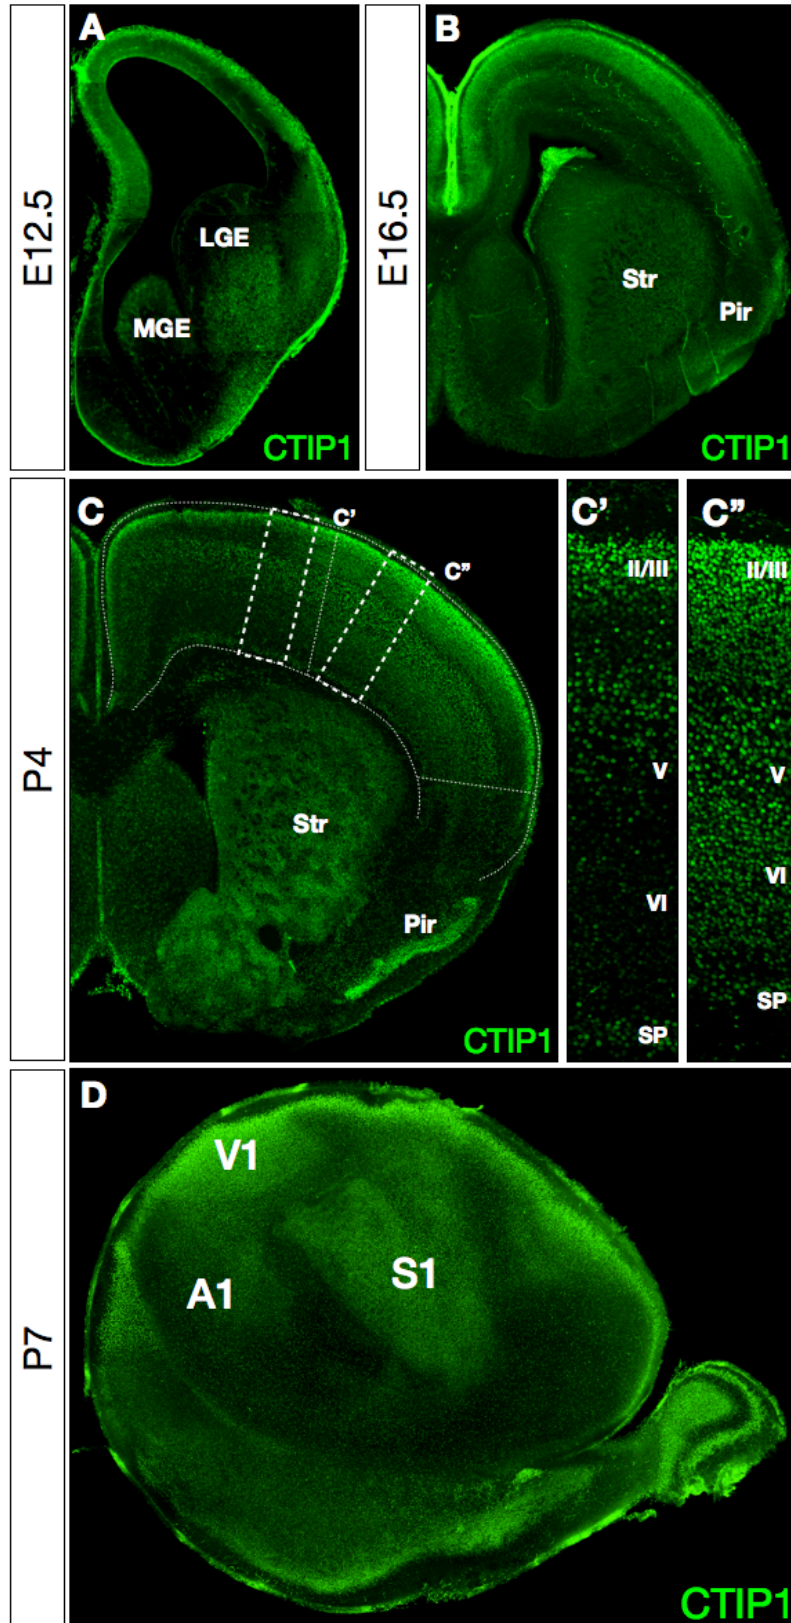 E12.5
A
LGE
MGE
CTIP1
E16.5
B
Str
Pir
CTIP1
P4
C
C'
C"
Str
Pir
CTIP1
C'
II/III
V
VI
SP
C"
II/III
V
VI
SP
P7
D
V1
A1
S1
CTIP1